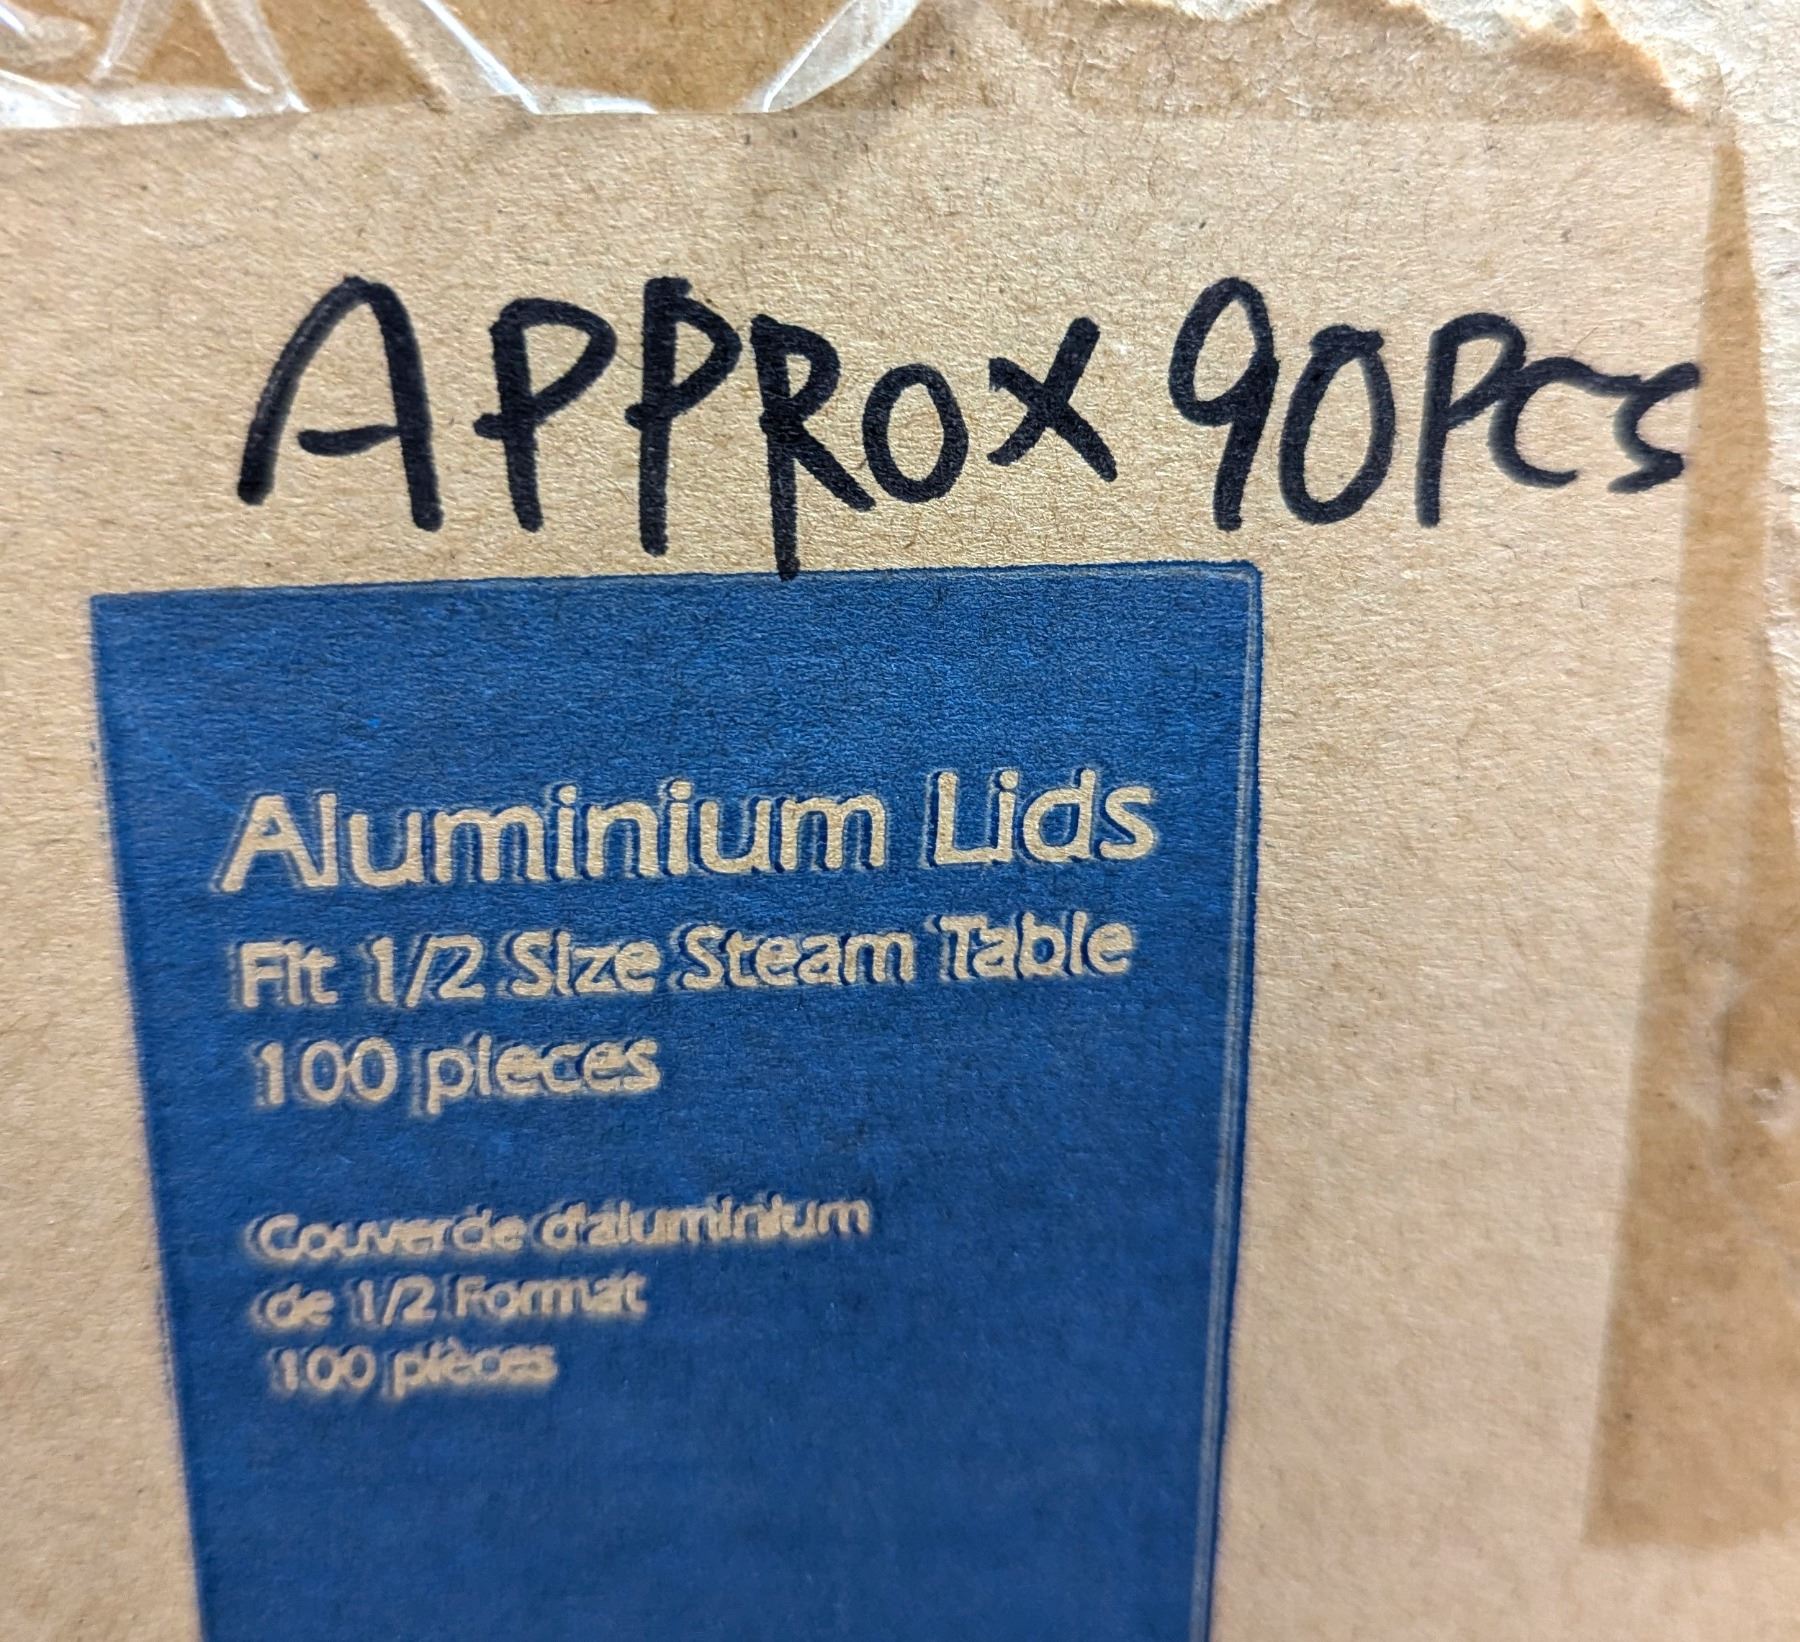 APPROX 90PCS
Aluminium Lids
Fit 1/2 Size Steam Table
100 pieces
Couvercle d'aluminium
de 1/2 Format
100 pièces